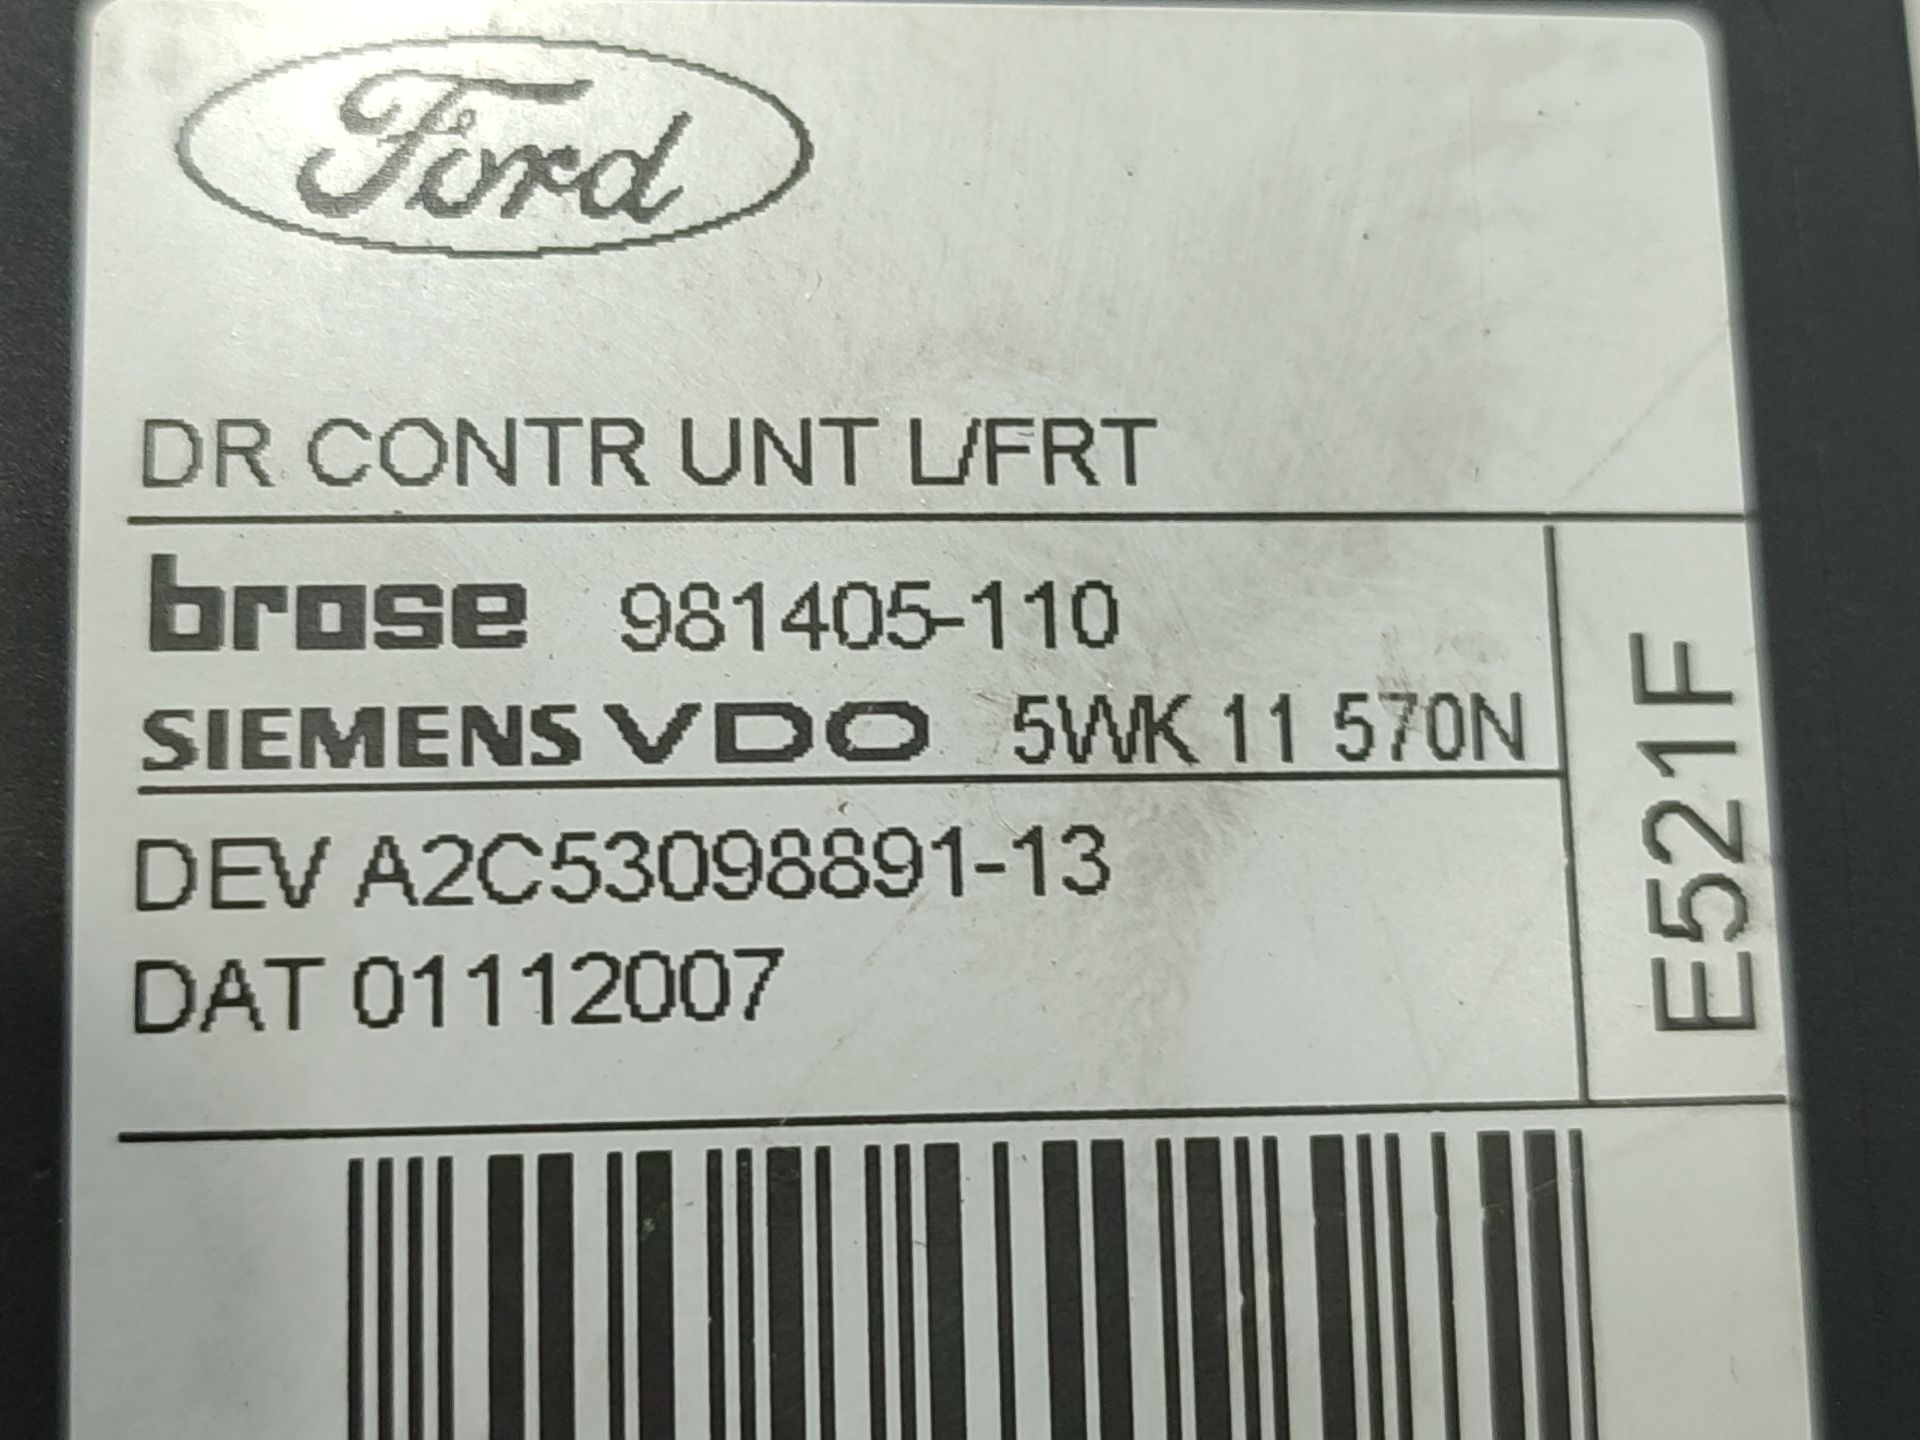 Ford
DR CONTR UNT L/FRT
brose 981405-110
SIEMENS VDO 5WK 11 570N
DEV A2C53098891-13
DAT 01112007
E521F